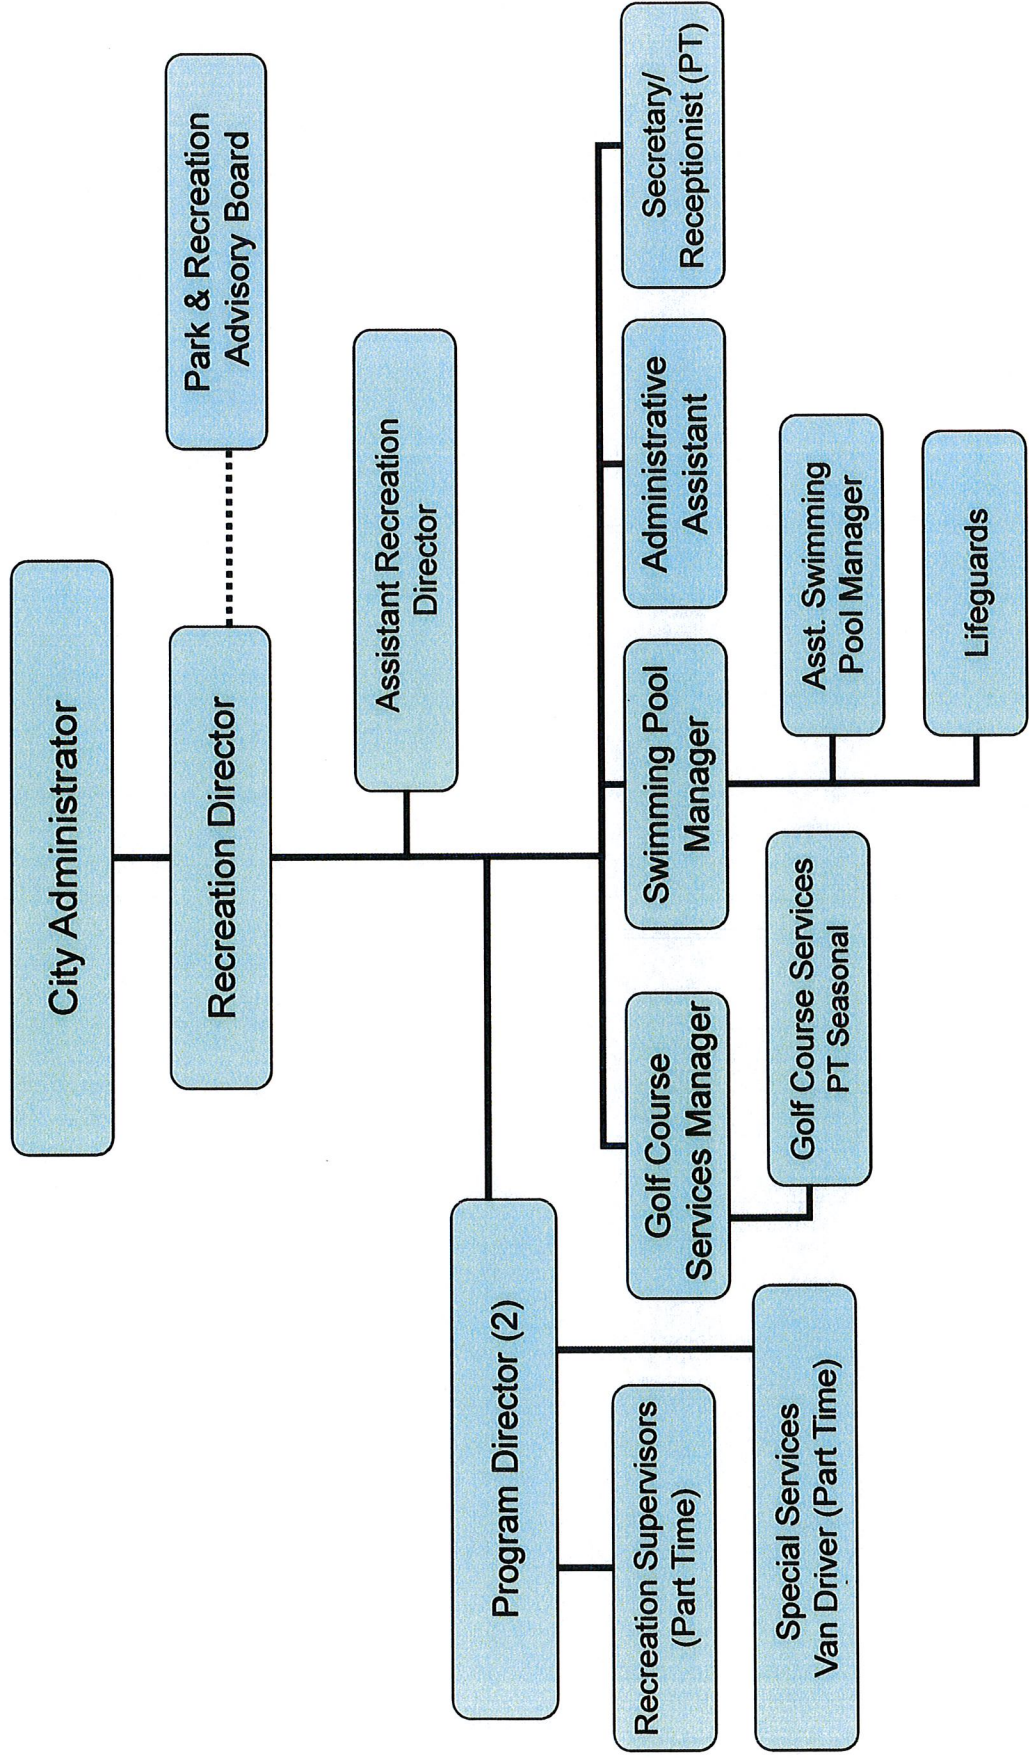 City Administrator
Recreation Director
Park & Recreation
Advisory Board
Assistant Recreation
Director
Program Director (2)
Recreation Supervisors
(Part Time)
Special Services
Van Driver (Part Time)
Golf Course
Services Manager
Golf Course Services
PT Seasonal
Swimming Pool
Manager
Asst. Swimming
Pool Manager
Lifeguards
Administrative
Assistant
Secretary/
Receptionist (PT)